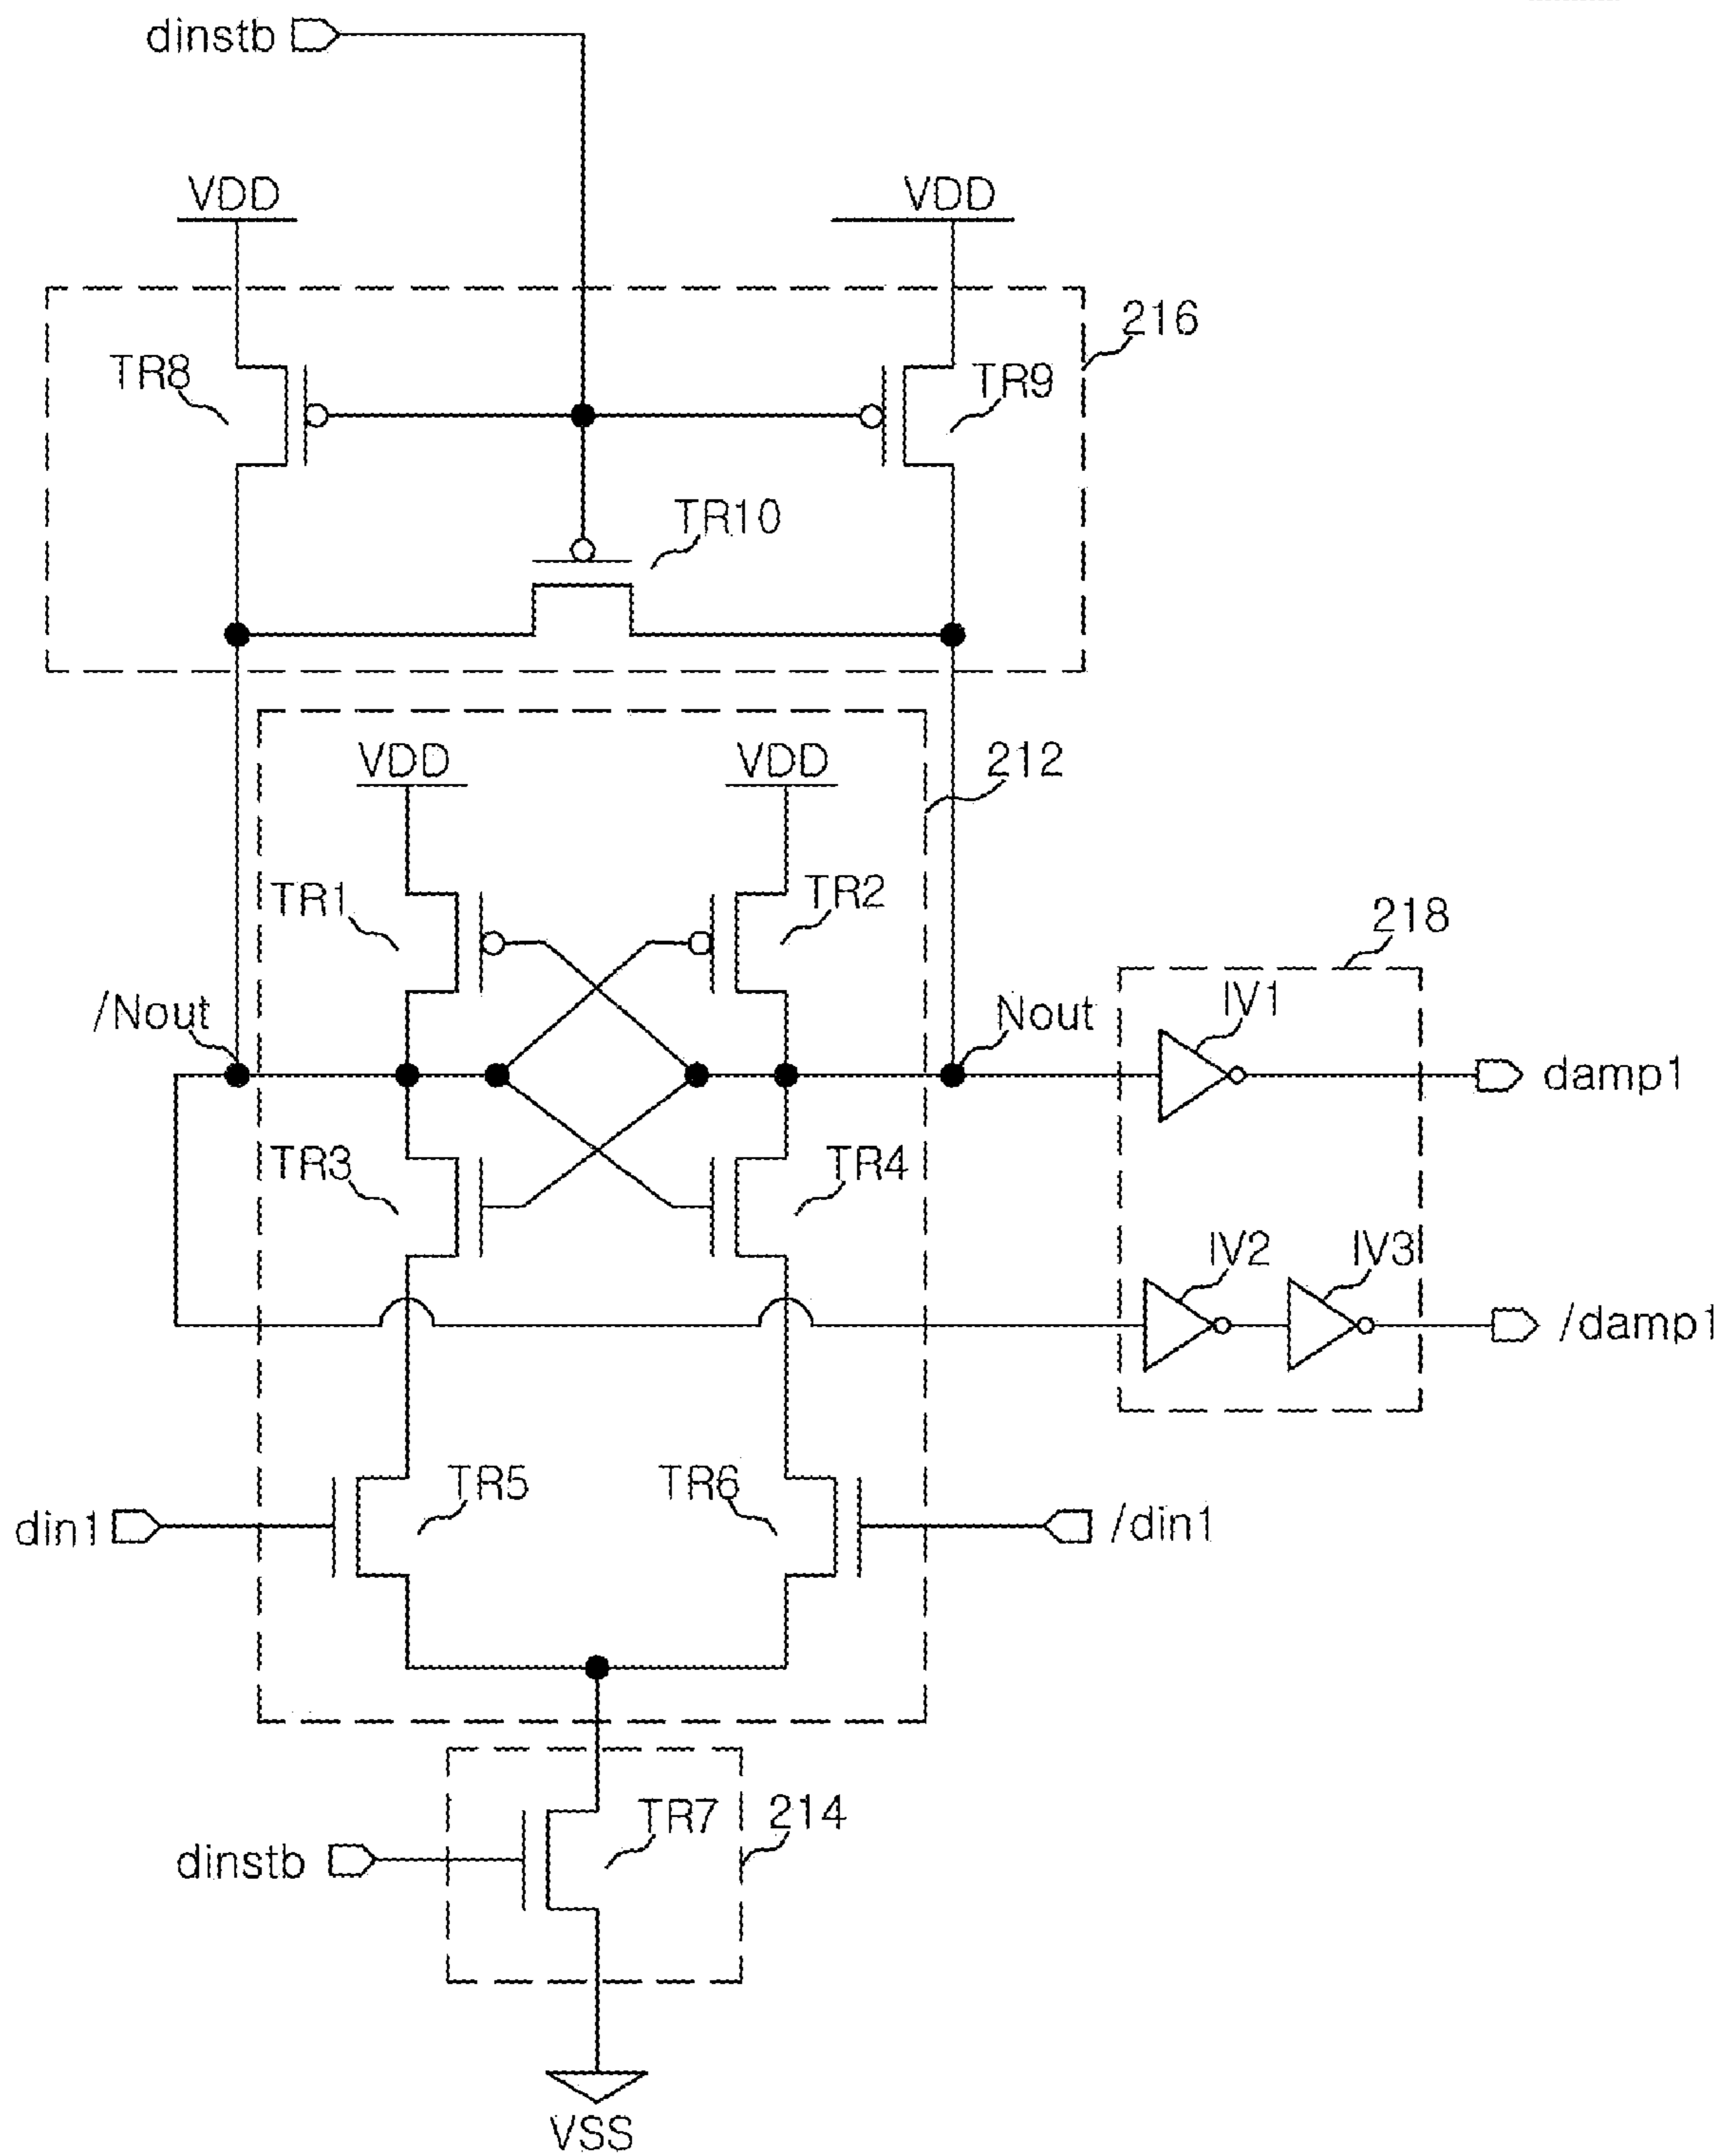 dinstb
VDD VDD
216
TR8 TR9
TR10
VDD VDD 212
TR1 TR2
218
/Nout Nout IV1
damp1
TR3 TR4
IV2 IV3
/damp1
TR5 TR6
din1 /din1
TR7 214
dinstb
VSS